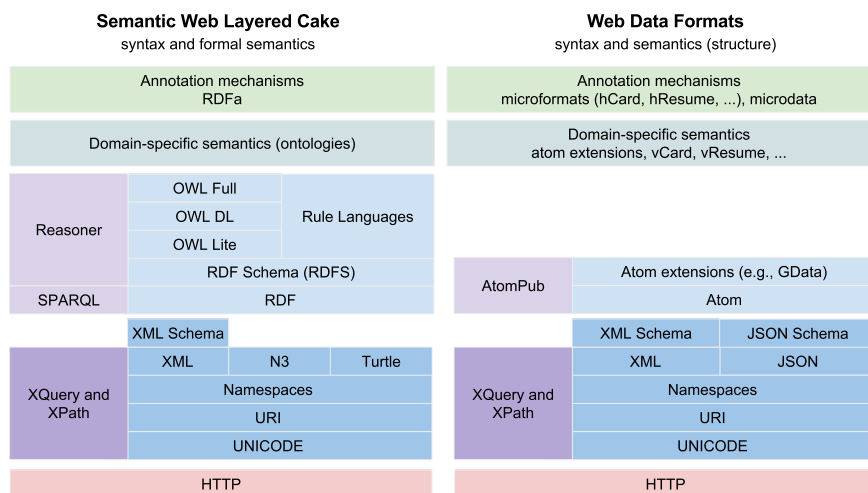 Semantic Web Layered Cake
syntax and formal semantics
Annotation mechanisms
RDFa
Domain-specific semantics (ontologies)
Reasoner
OWL Full
OWL DL
OWL Lite
Rule Languages
RDF Schema (RDFS)
SPARQL
RDF
XML Schema
XQuery and
XPath
XML
N3
Turtle
Namespaces
URI
UNICODE
HTTP
Web Data Formats
syntax and semantics (structure)
Annotation mechanisms
microformats (hCard, hResume, ...), microdata
Domain-specific semantics
atom extensions, vCard, vResume, ...
AtomPub
Atom extensions (e.g., GData)
Atom
XML Schema
JSON Schema
XQuery and
XPath
XML
JSON
Namespaces
URI
UNICODE
HTTP